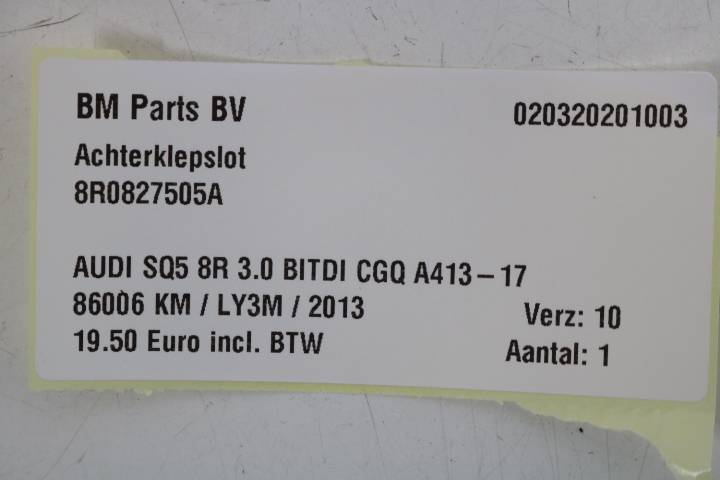 BM Parts BV 020320201003
Achterklepslot
8R0827505A
AUDI SQ5 8R 3.0 BITDI CGQ A413-17
86006 KM / LY3M / 2013 Verz: 10
19.50 Euro incl. BTW Aantal: 1